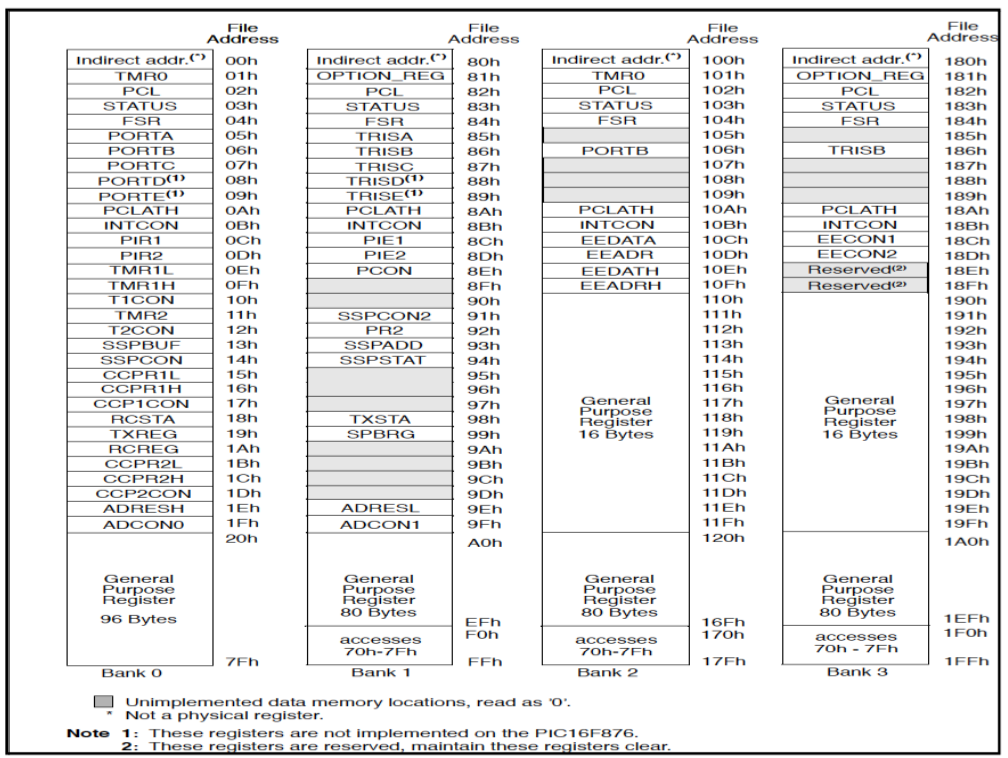 File Address File Address File Address File Address
Indirect addr.(*) 00h Indirect addr.(*) 80h Indirect addr.(*) 100h Indirect addr.(*) 180h
TMR0 01h OPTION_REG 81h TMR0 101h OPTION_REG 181h
PCL 02h PCL 82h PCL 102h PCL 182h
STATUS 03h STATUS 83h STATUS 103h STATUS 183h
FSR 04h FSR 84h FSR 104h FSR 184h
PORTA 05h TRISA 85h 105h 185h
PORTB 06h TRISB 86h PORTB 106h TRISB 186h
PORTC 07h TRISC 87h 107h 187h
PORTD(1) 08h TRISD(1) 88h 108h 188h
PORTE(1) 09h TRISE(1) 89h 109h 189h
PCLATH 0Ah PCLATH 8Ah PCLATH 10Ah PCLATH 18Ah
INTCON 0Bh INTCON 8Bh INTCON 10Bh INTCON 18Bh
PIR1 0Ch PIE1 8Ch EEDATA 10Ch EECON1 18Ch
PIR2 0Dh PIE2 8Dh EEADR 10Dh EECON2 18Dh
TMR1L 0Eh PCON 8Eh EEDATH 10Eh Reserved(2) 18Eh
TMR1H 0Fh 8Fh EEADRH 10Fh Reserved(2) 18Fh
T1CON 10h 90h 110h 190h
TMR2 11h SSPCON2 91h 111h 191h
T2CON 12h PR2 92h 112h 192h
SSPBUF 13h SSPADD 93h 113h 193h
SSPCON 14h SSPSTAT 94h 114h 194h
CCPR1L 15h 95h 115h 195h
CCPR1H 16h 96h 116h 196h
CCP1CON 17h 97h General 117h General 197h
RCSTA 18h TXSTA 98h Purpose Register 118h Purpose Register 198h
TXREG 19h SPBRG 99h 16 Bytes 119h 16 Bytes 199h
RCREG 1Ah 9Ah 11Ah 19Ah
CCPR2L 1Bh 9Bh 11Bh 19Bh
CCPR2H 1Ch 9Ch 11Ch 19Ch
CCP2CON 1Dh 9Dh 11Dh 19Dh
ADRESH 1Eh ADRESL 9Eh 11Eh 19Eh
ADCON0 1Fh ADCON1 9Fh 11Fh 19Fh
20h A0h 120h 1A0h
General General General General
Purpose Purpose Purpose Purpose
Register Register Register Register
96 Bytes 80 Bytes 80 Bytes 80 Bytes
EFh 16Fh 1EFh
accesses F0h accesses 170h accesses 1F0h
70h-7Fh 70h-7Fh 70h - 7Fh
7Fh FFh 17Fh 1FFh
Bank 0 Bank 1 Bank 2 Bank 3
Unimplemented data memory locations, read as '0'.
* Not a physical register.
Note 1: These registers are not implemented on the PIC16F876.
2: These registers are reserved, maintain these registers clear.